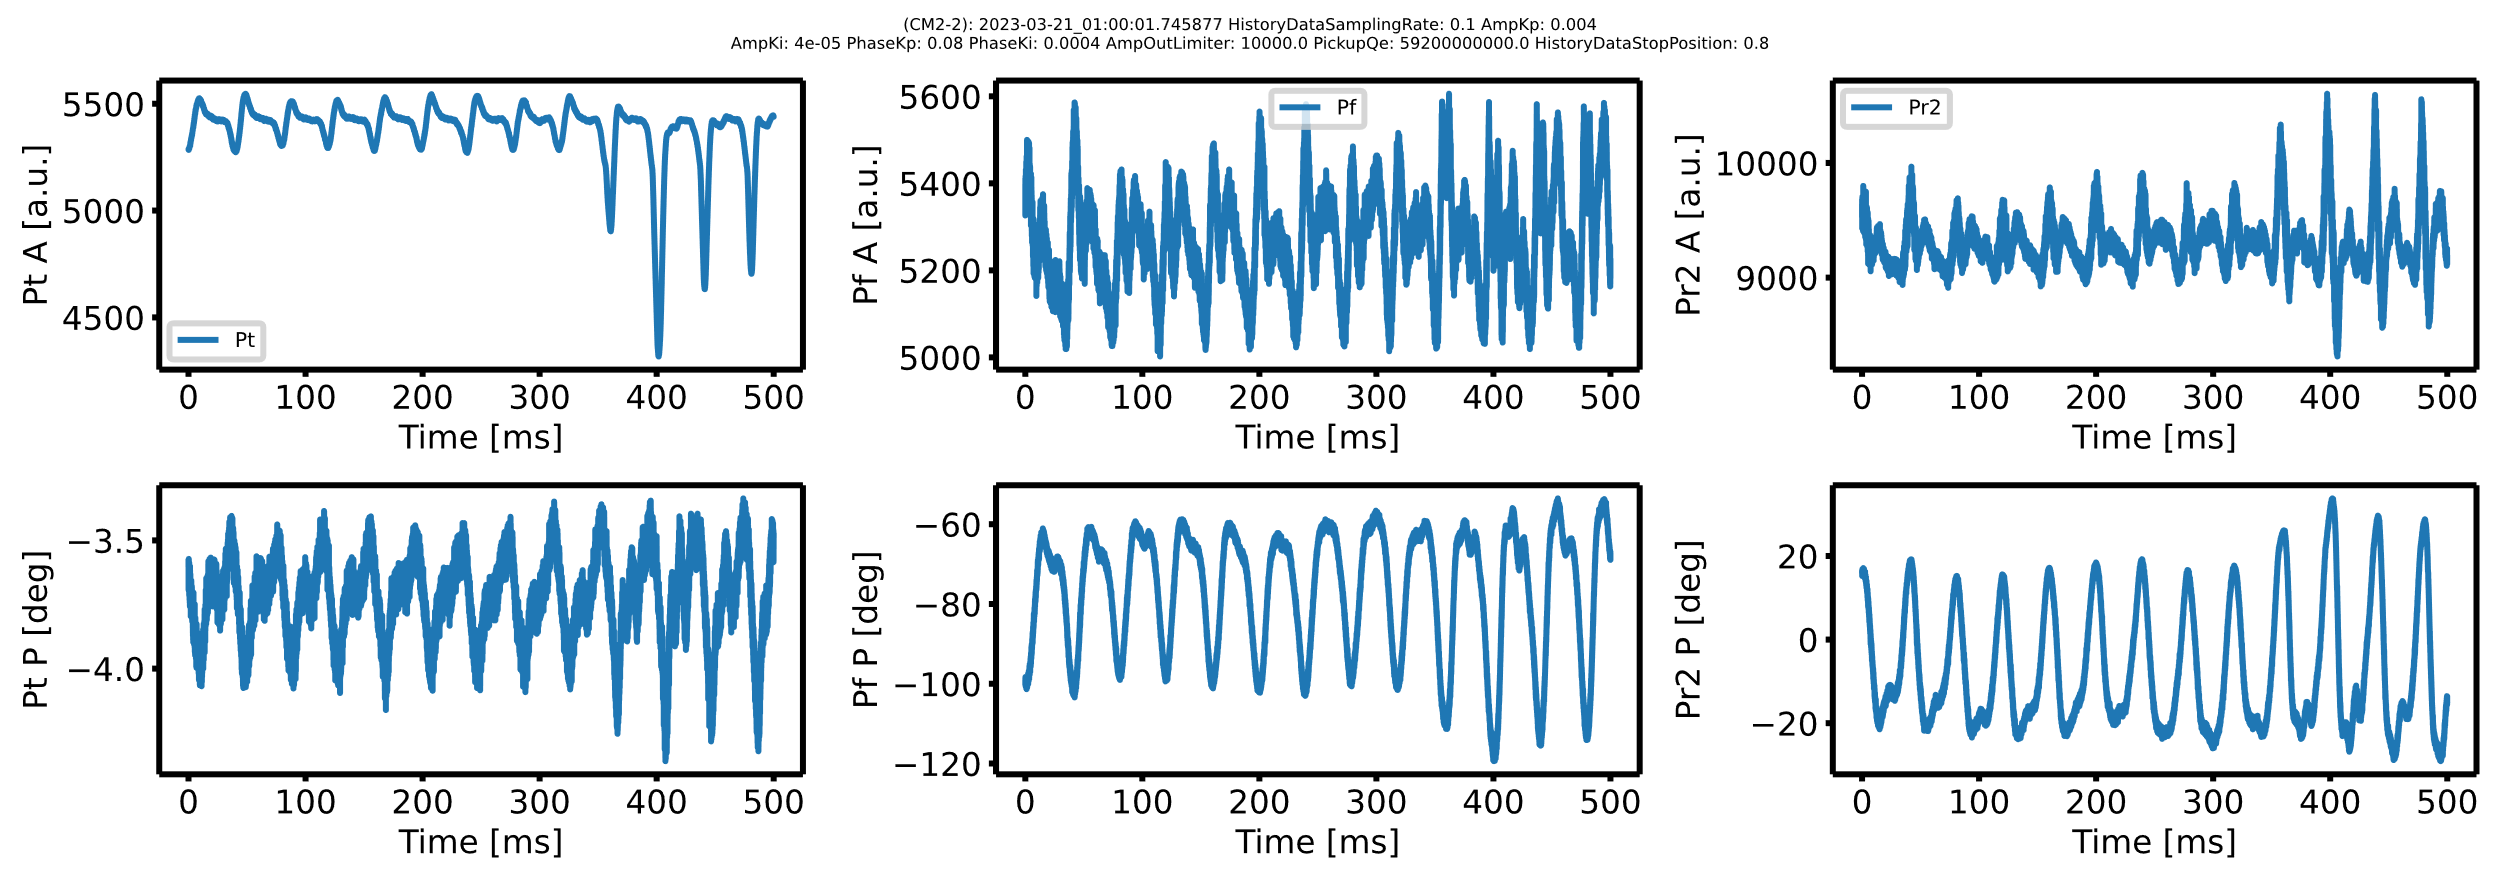 (CM2-2): 2023-03-21_01:00:01.745877 HistoryDataSamplingRate: 0.1 AmpKp: 0.004
AmpKi: 4e-05 PhaseKp: 0.08 PhaseKi: 0.0004 AmpOutLimiter: 10000.0 PickupQe: 59200000000.0 HistoryDataStopPosition: 0.8
Pt A [a.u.]
5500
5000
4500
Pt
0 100 200 300 400 500
Time [ms]
Pf A [a.u.]
5600
5400
5200
5000
Pf
0 100 200 300 400 500
Time [ms]
Pr2 A [a.u.]
10000
9000
Pr2
0 100 200 300 400 500
Time [ms]
Pt P [deg]
−3.5
−4.0
0 100 200 300 400 500
Time [ms]
Pf P [deg]
−60
−80
−100
−120
0 100 200 300 400 500
Time [ms]
Pr2 P [deg]
20
0
−20
0 100 200 300 400 500
Time [ms]